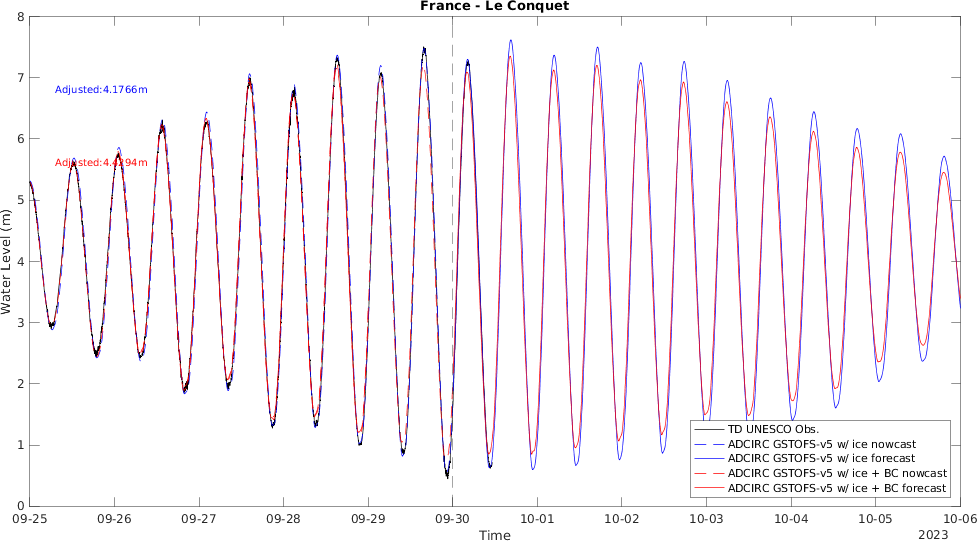 France - Le Conquet
8
7
6
5
4
3
2
1
0
Water Level (m)
Adjusted:4.1766m
TD UNESCO Obs.
ADCIRC GSTOFS-v5 w/ ice nowcast
ADCIRC GSTOFS-v5 w/ ice forecast
ADCIRC GSTOFS-v5 w/ ice + BC nowcast
ADCIRC GSTOFS-v5 w/ ice + BC forecast
09-25 09-26 09-27 09-28 09-29 09-30 10-01 10-02 10-03 10-04 10-05 10-06
Time
2023